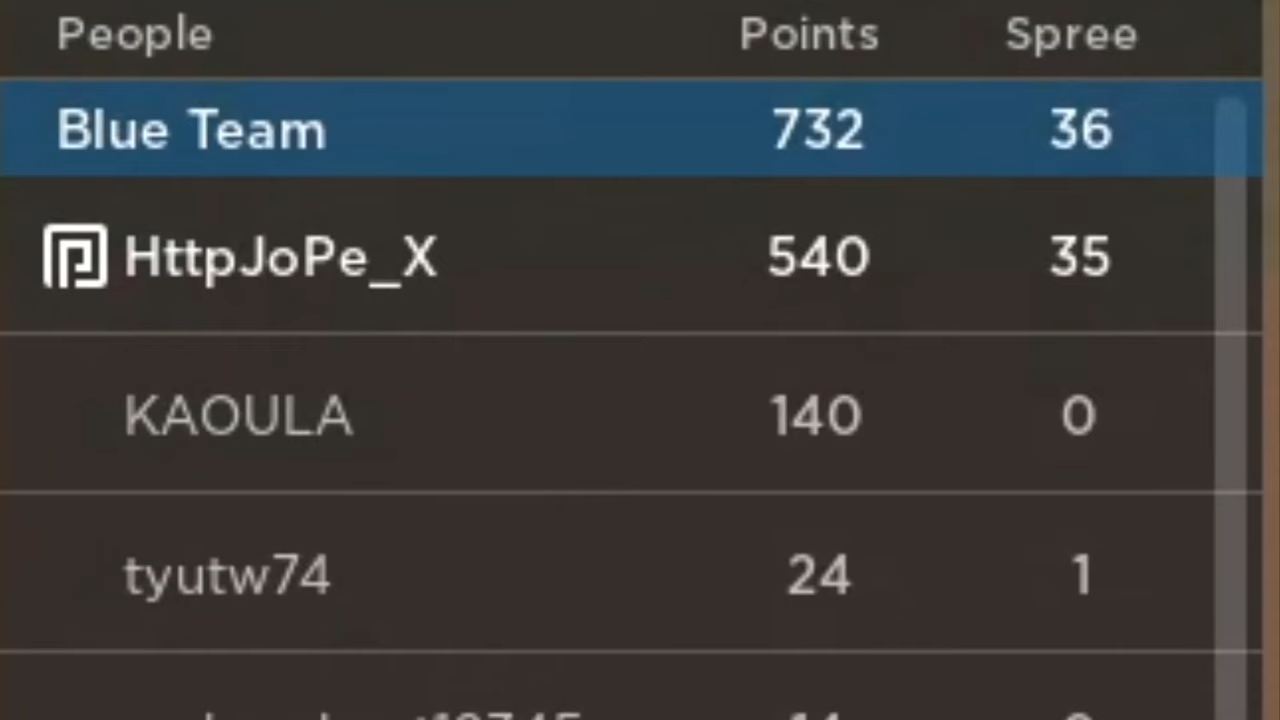 People Points Spree
Blue Team 732 36
HttpJoPe_X 540 35
KAOULA 140 0
tyutw74 24 1